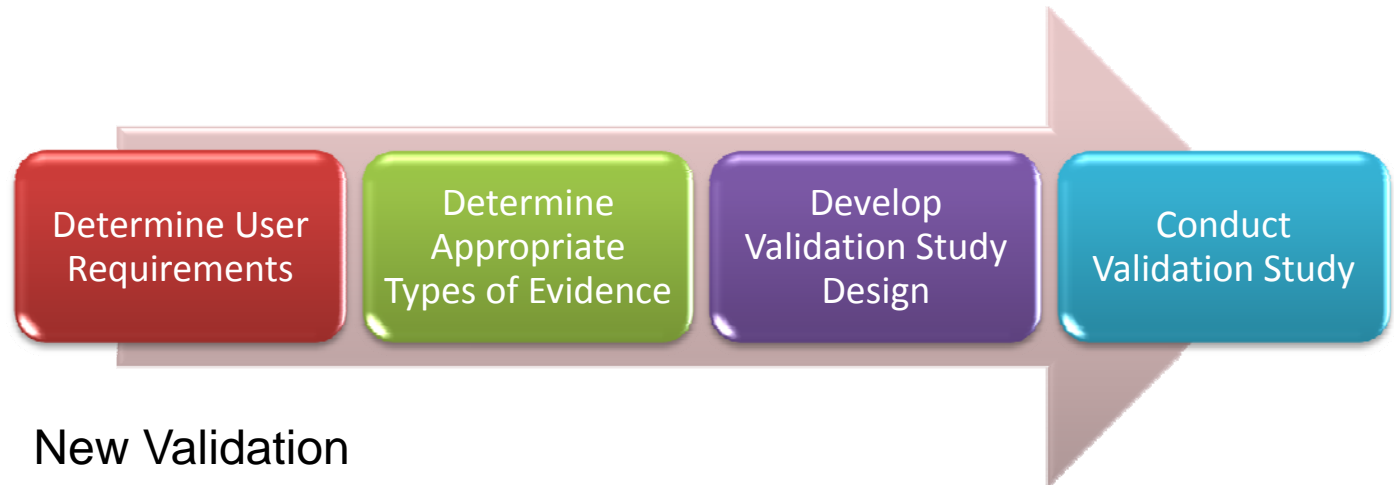 Determine User
Requirements
Determine
Appropriate
Types of Evidence
Develop
Validation Study
Design
Conduct
Validation Study
New Validation